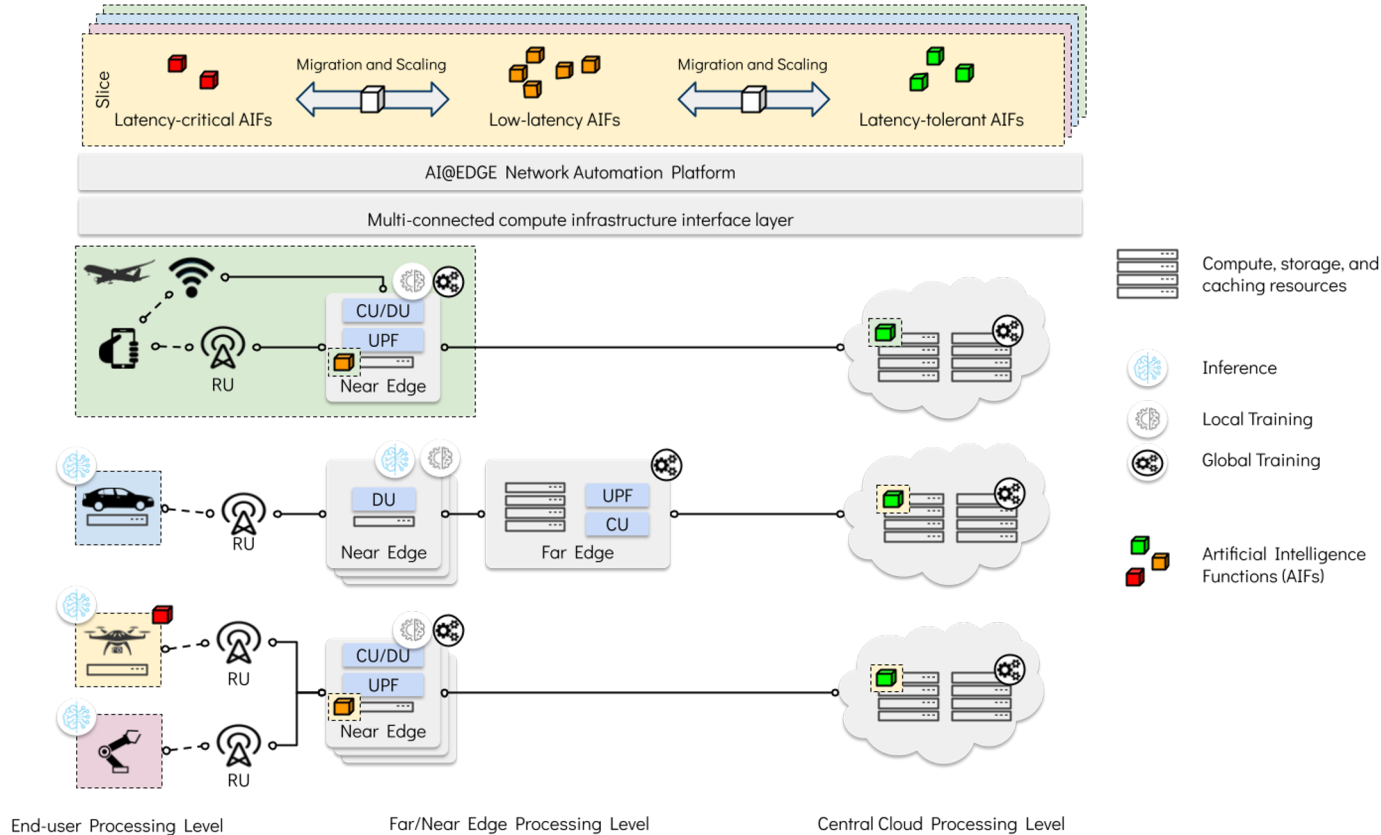 Slice
Migration and Scaling
Migration and Scaling
Latency-critical AIFs
Low-latency AIFs
Latency-tolerant AIFs
AI@EDGE Network Automation Platform
Multi-connected compute infrastructure interface layer
CU/DU
UPF
RU
Near Edge
Compute, storage, and
caching resources
Inference
Local Training
Global Training
DU
RU
Near Edge
UPF
CU
Far Edge
Artificial Intelligence
Functions (AIFs)
CU/DU
UPF
RU
Near Edge
RU
End-user Processing Level
Far/Near Edge Processing Level
Central Cloud Processing Level